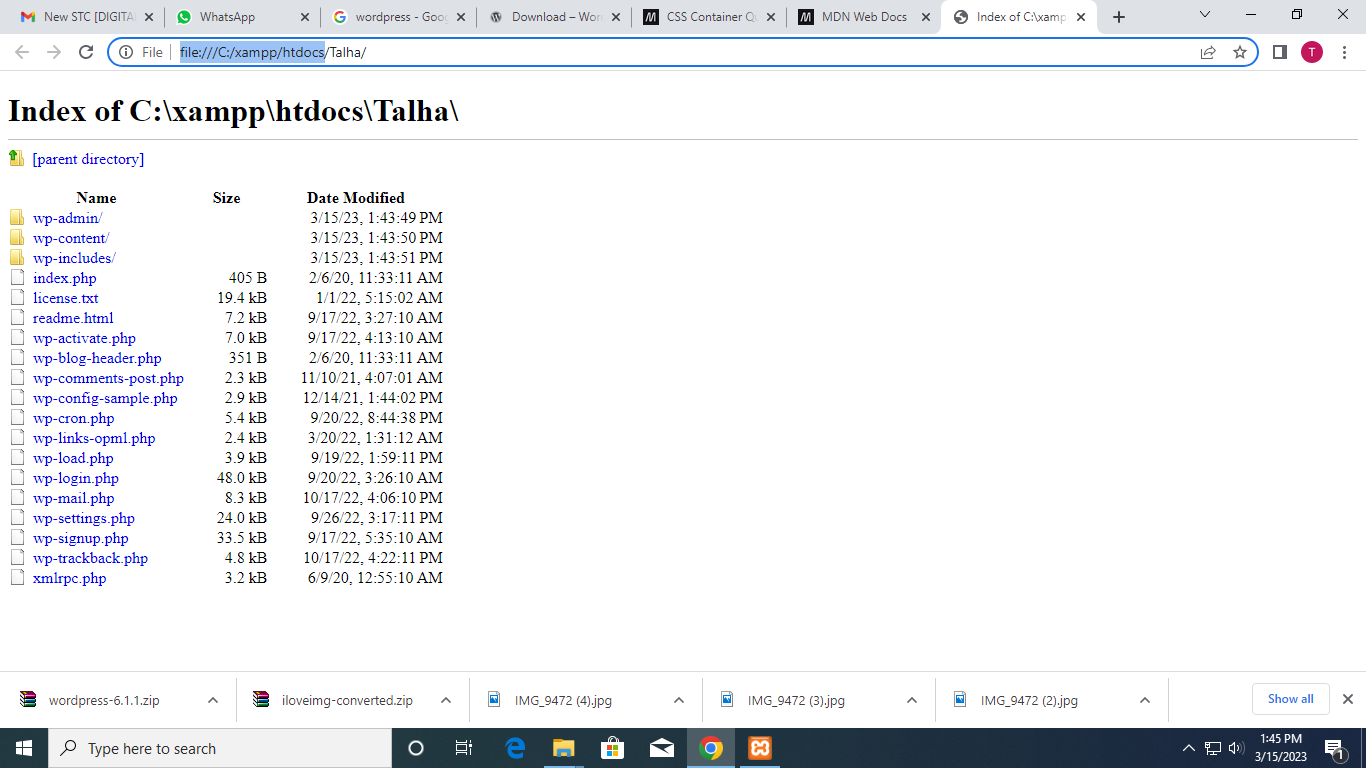 New STC [DIGITA
WhatsApp
wordpress - Goog
Download – Wor
CSS Container Qu
MDN Web Docs
Index of C:\xamp
File
file:///C:/xampp/htdocs/Talha/
T
Index of C:\xampp\htdocs\Talha\
[parent directory]
Name Size Date Modified
wp-admin/ 3/15/23, 1:43:49 PM
wp-content/ 3/15/23, 1:43:50 PM
wp-includes/ 3/15/23, 1:43:51 PM
index.php 405 B 2/6/20, 11:33:11 AM
license.txt 19.4 kB 1/1/22, 5:15:02 AM
readme.html 7.2 kB 9/17/22, 3:27:10 AM
wp-activate.php 7.0 kB 9/17/22, 4:13:10 AM
wp-blog-header.php 351 B 2/6/20, 11:33:11 AM
wp-comments-post.php 2.3 kB 11/10/21, 4:07:01 AM
wp-config-sample.php 2.9 kB 12/14/21, 1:44:02 PM
wp-cron.php 5.4 kB 9/20/22, 8:44:38 PM
wp-links-opml.php 2.4 kB 3/20/22, 1:31:12 AM
wp-load.php 3.9 kB 9/19/22, 1:59:11 PM
wp-login.php 48.0 kB 9/20/22, 3:26:10 AM
wp-mail.php 8.3 kB 10/17/22, 4:06:10 PM
wp-settings.php 24.0 kB 9/26/22, 3:17:11 PM
wp-signup.php 33.5 kB 9/17/22, 5:35:10 AM
wp-trackback.php 4.8 kB 10/17/22, 4:22:11 PM
xmlrpc.php 3.2 kB 6/9/20, 12:55:10 AM
wordpress-6.1.1.zip
iloveimg-converted.zip
IMG_9472 (4).jpg
IMG_9472 (3).jpg
IMG_9472 (2).jpg
Show all
Type here to search
1:45 PM
3/15/2023
1